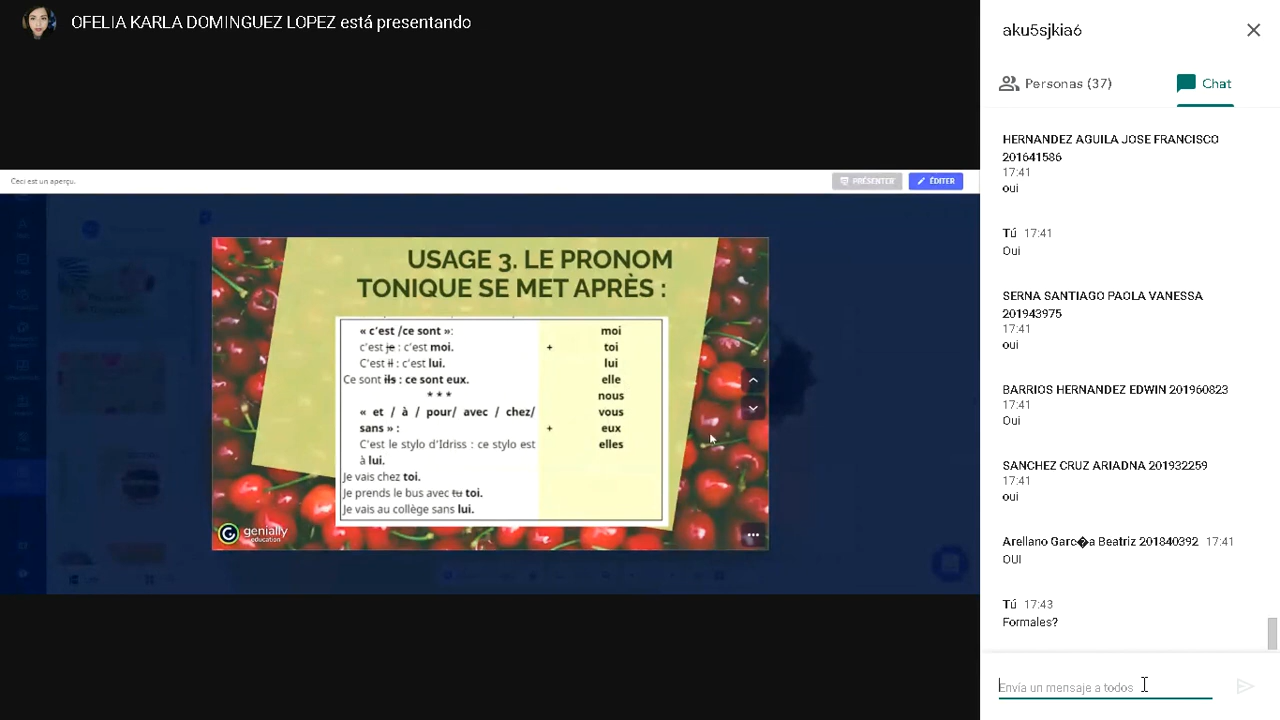 OFELIA KARLA DOMINGUEZ LOPEZ está presentando
Ceci est un aperçu.
PRÉSENTER
ÉDITER
USAGE 3. LE PRONOM
TONIQUE SE MET APRÈS :
« c'est /ce sont »:
c'est je : c'est moi.
C'est il : c'est lui.
Ce sont ils : ce sont eux.
* * *
« et / à / pour/ avec / chez/
sans » :
C'est le stylo d'Idriss : ce stylo est
à lui.
Je vais chez toi.
Je prends le bus avec tu toi.
Je vais au collège sans lui.
+
+
moi
toi
lui
elle
nous
vous
eux
elles
genially
education
aku5sjkia6
Personas (37)
Chat
HERNANDEZ AGUILA JOSE FRANCISCO
201641586
17:41
oui
Tú 17:41
Oui
SERNA SANTIAGO PAOLA VANESSA
201943975
17:41
oui
BARRIOS HERNANDEZ EDWIN 201960823
17:41
Oui
SANCHEZ CRUZ ARIADNA 201932259
17:41
oui
Arellano Garc�a Beatriz 201840392 17:41
OUI
Tú 17:43
Formales?
Envía un mensaje a todos